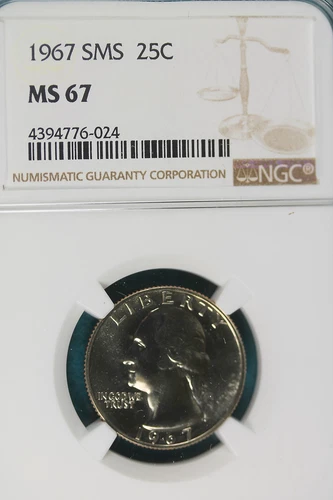 1967 SMS 25C
MS 67
4394776-024
NUMISMATIC GUARANTY CORPORATION
NGC®
LIBERTY
IN GOD WE
TRUST
1967